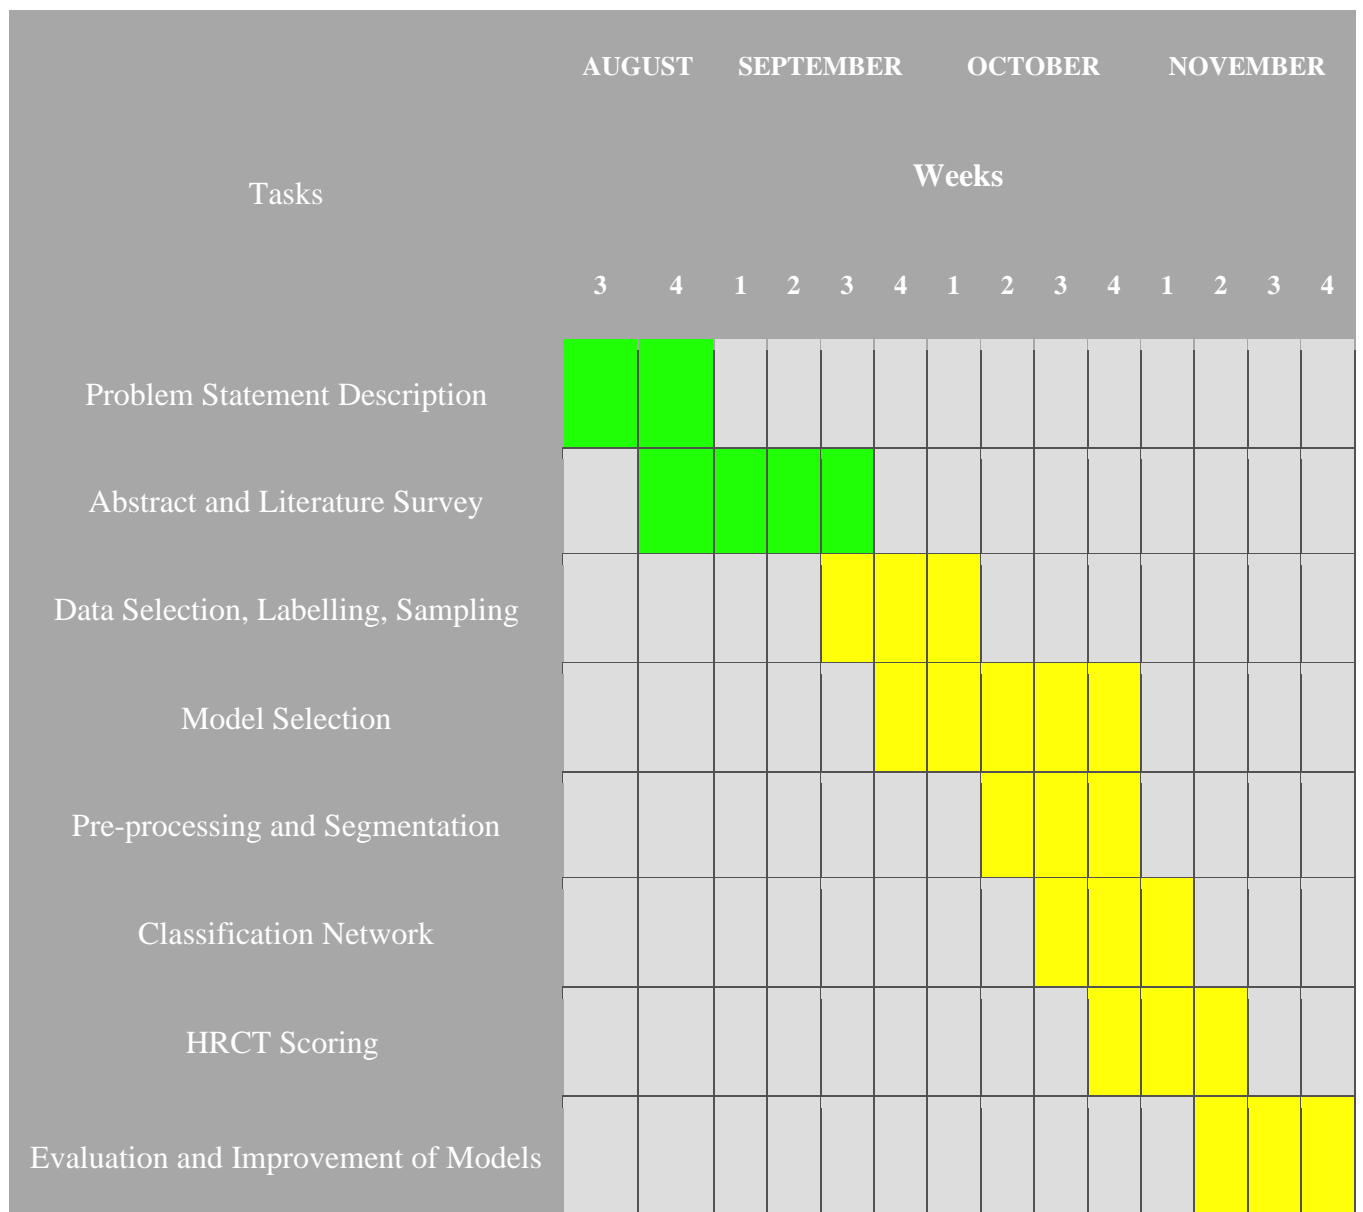 AUGUST SEPTEMBER OCTOBER NOVEMBER
Tasks
Weeks
3 4 1 2 3 4 1 2 3 4 1 2 3 4
Problem Statement Description
Abstract and Literature Survey
Data Selection, Labelling, Sampling
Model Selection
Pre-processing and Segmentation
Classification Network
HRCT Scoring
Evaluation and Improvement of Models